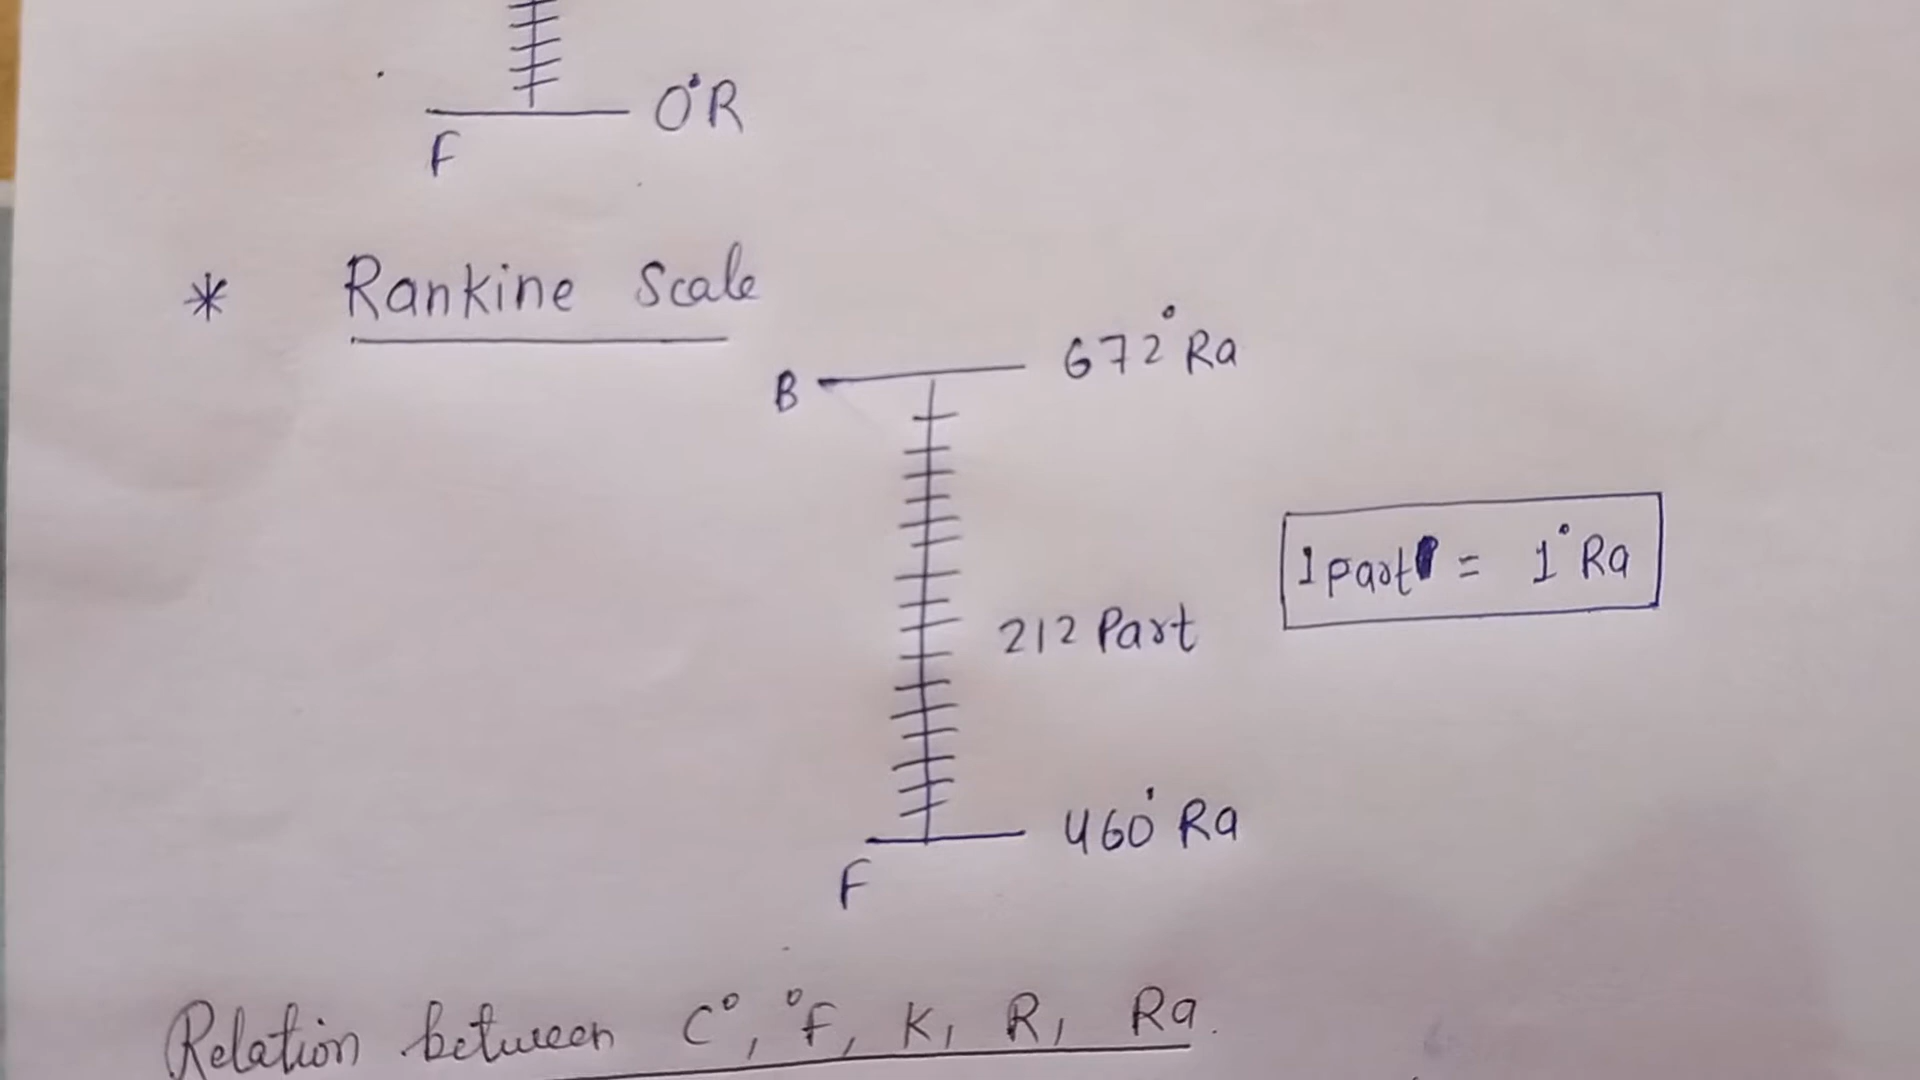 0°R
F
* Rankine Scale
B 672° Ra
1 Part = 1° Ra
212 Part
460° Ra
F
Relation between C°, °F, K, R, Ra.